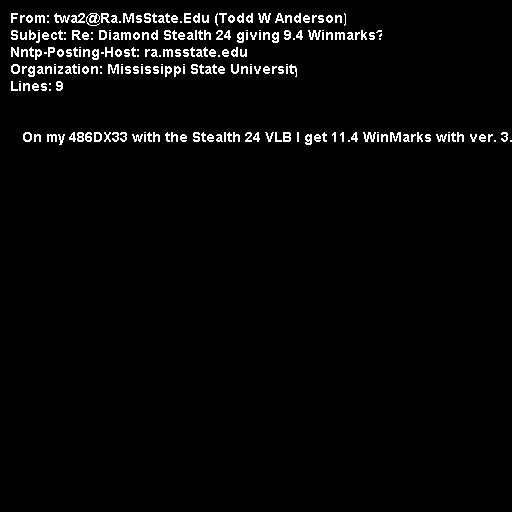 From: twa2@Ra.MsState.Edu (Todd W Anderson)
Subject: Re: Diamond Stealth 24 giving 9.4 Winmarks?
Nntp-Posting-Host: ra.msstate.edu
Organization: Mississippi State University
Lines: 9
On my 486DX33 with the Stealth 24 VLB I get 11.4 WinMarks with ver. 3.